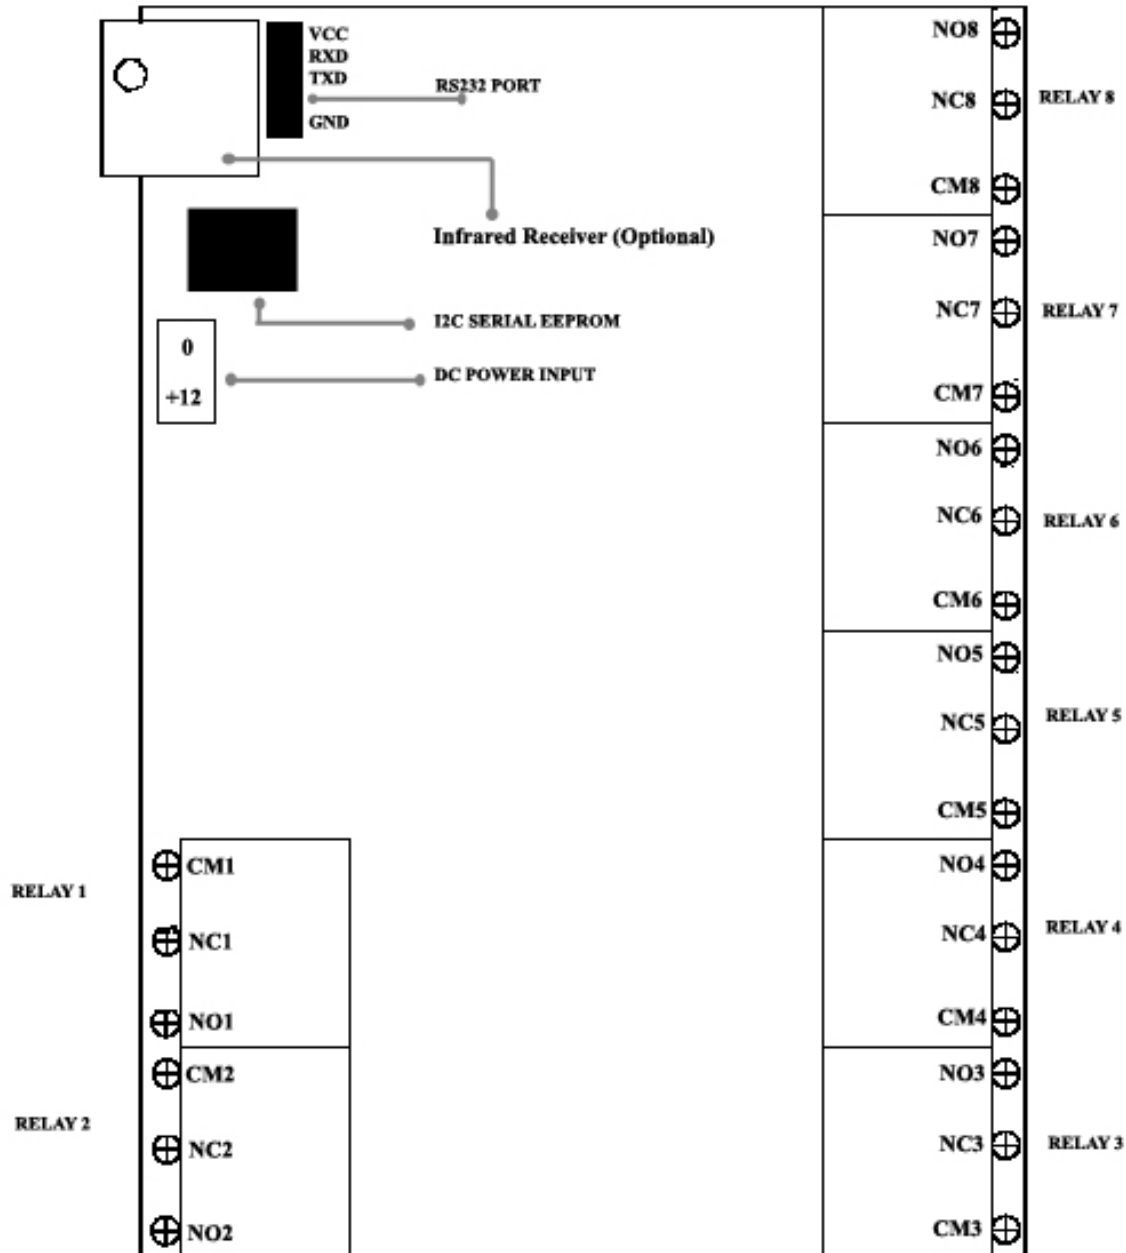 VCC
RXD
TXD
RS232 PORT
GND
Infrared Receiver (Optional)
I2C SERIAL EEPROM
0
+12
DC POWER INPUT
NO8
NC8
RELAY 8
CM8
NO7
NC7
RELAY 7
CM7
NO6
NC6
RELAY 6
CM6
NO5
NC5
RELAY 5
CM5
NO4
NC4
RELAY 4
CM4
NO3
NC3
RELAY 3
CM3
CM1
RELAY 1
NC1
NO1
CM2
RELAY 2
NC2
NO2